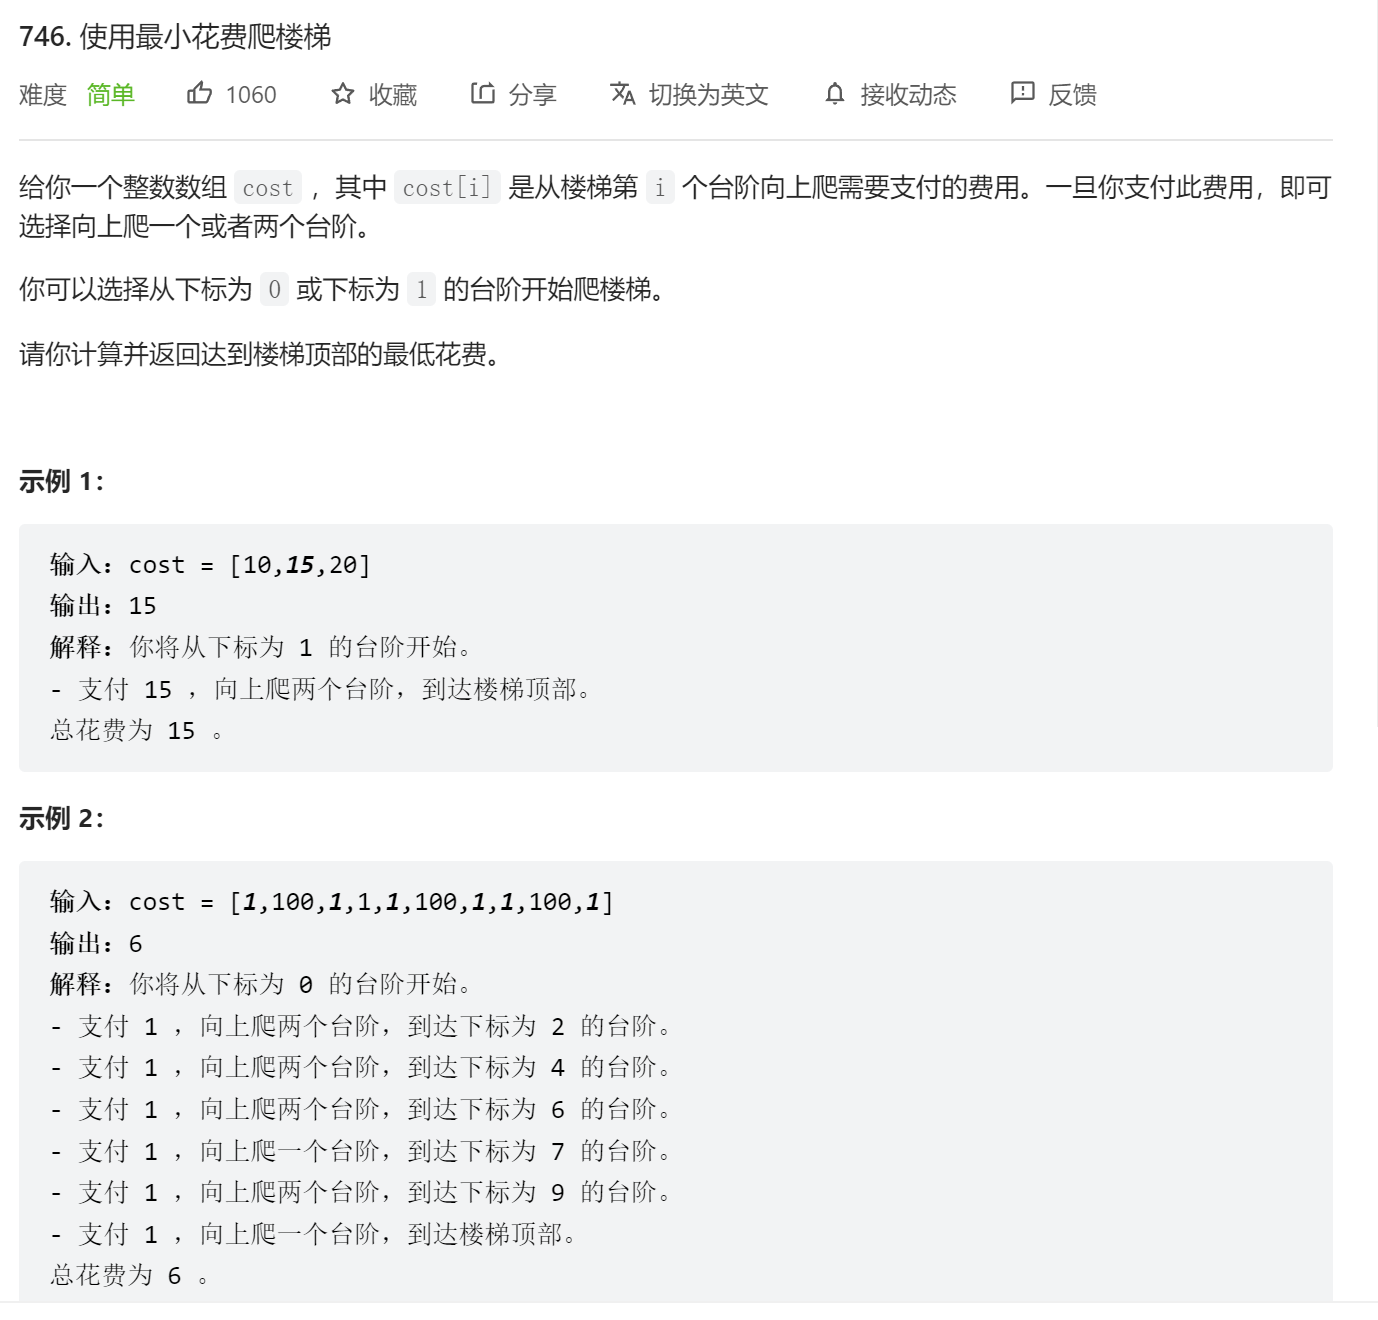 746. 使用最小花费爬楼梯
难度 简单 1060 收藏 分享 切换为英文 接收动态 反馈
给你一个整数数组 cost ，其中 cost[i] 是从楼梯第 i 个台阶向上爬需要支付的费用。一旦你支付此费用，即可
选择向上爬一个或者两个台阶。
你可以选择从下标为 0 或下标为 1 的台阶开始爬楼梯。
请你计算并返回达到楼梯顶部的最低花费。
示例 1：
输入：cost = [10,15,20]
输出：15
解释：你将从下标为 1 的台阶开始。
- 支付 15 ，向上爬两个台阶，到达楼梯顶部。
总花费为 15 。
示例 2：
输入：cost = [1,100,1,1,1,100,1,1,100,1]
输出：6
解释：你将从下标为 0 的台阶开始。
- 支付 1 ，向上爬两个台阶，到达下标为 2 的台阶。
- 支付 1 ，向上爬两个台阶，到达下标为 4 的台阶。
- 支付 1 ，向上爬两个台阶，到达下标为 6 的台阶。
- 支付 1 ，向上爬一个台阶，到达下标为 7 的台阶。
- 支付 1 ，向上爬两个台阶，到达下标为 9 的台阶。
- 支付 1 ，向上爬一个台阶，到达楼梯顶部。
总花费为 6 。